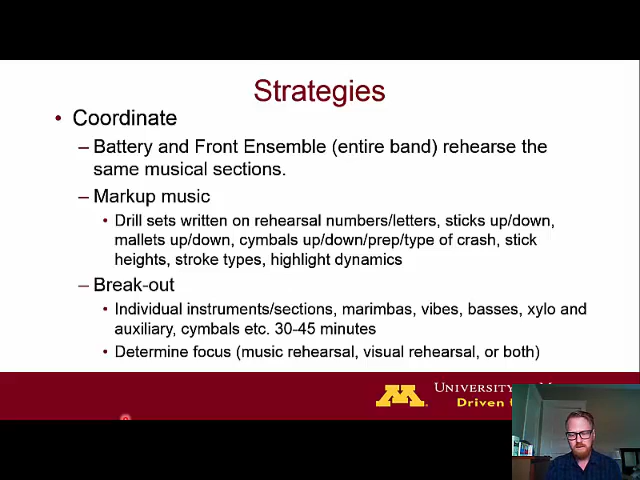 Strategies
• Coordinate
– Battery and Front Ensemble (entire band) rehearse the
same musical sections.
– Markup music
• Drill sets written on rehearsal numbers/letters, sticks up/down,
mallets up/down, cymbals up/down/prep/type of crash, stick
heights, stroke types, highlight dynamics
– Break-out
• Individual instruments/sections, marimbas, vibes, basses, xylo and
auxiliary, cymbals etc. 30-45 minutes
• Determine focus (music rehearsal, visual rehearsal, or both)
M
University
Driven